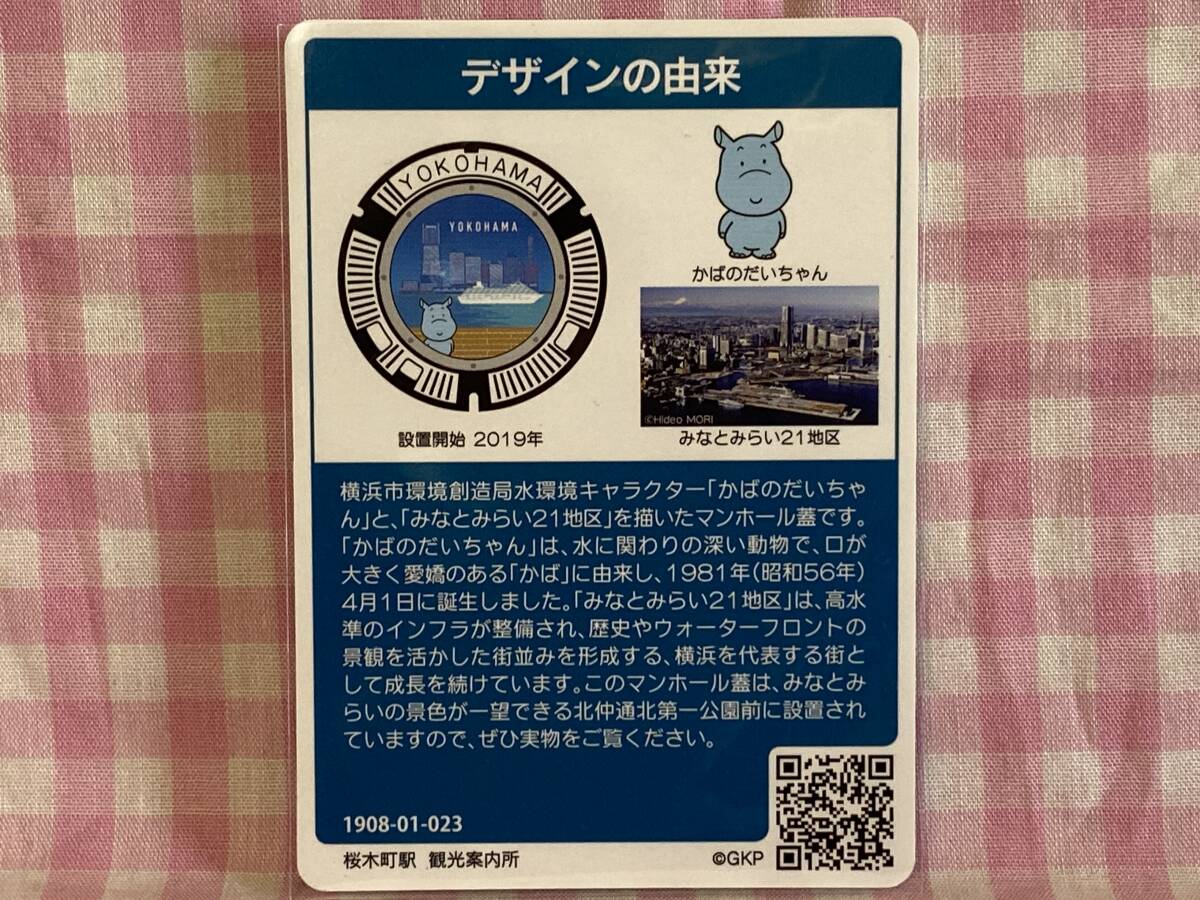 デザインの由来
YOKOHAMA
YOKOHAMA
設置開始 2019年
かばのだいちゃん
©Hideo MORI
みなとみらい21地区
横浜市環境創造局水環境キャラクター「かばのだいちゃ
ん」と、「みなとみらい21地区」を描いたマンホール蓋です。
「かばのだいちゃん」は、水に関わりの深い動物で、口が
大きく愛嬌のある「かば」に由来し、1981年(昭和56年)
4月1日に誕生しました。「みなとみらい21地区」は、高水
準のインフラが整備され、歴史やウォーターフロントの
景観を活かした街並みを形成する、横浜を代表する街と
して成長を続けています。このマンホール蓋は、みなとみ
らいの景色が一望できる北仲通北第一公園前に設置され
ていますので、ぜひ実物をご覧ください。
1908-01-023
桜木町駅 観光案内所
©GKP